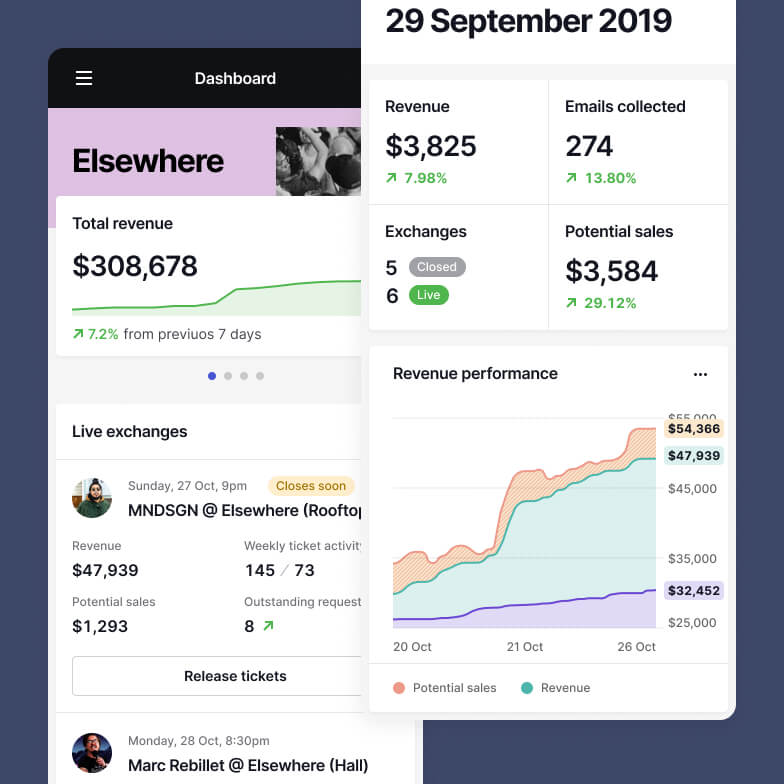 Dashboard
Elsewhere
Total revenue
$308,678
7.2% from previuos 7 days
Live exchanges
Sunday, 27 Oct, 9pm
Closes soon
MNDSGN @ Elsewhere (Rooftop
Revenue
Weekly ticket activity
$47,939
145 / 73
Potential sales
Outstanding request
$1,293
8
Release tickets
Monday, 28 Oct, 8:30pm
Marc Rebillet @ Elsewhere (Hall)
29 September 2019
Revenue
$3,825
7.98%
Emails collected
274
13.80%
Exchanges
5 Closed
6 Live
Potential sales
$3,584
29.12%
Revenue performance
$55,000
$54,366
$47,939
$45,000
$35,000
$32,452
$25,000
20 Oct
21 Oct
26 Oct
Potential sales
Revenue